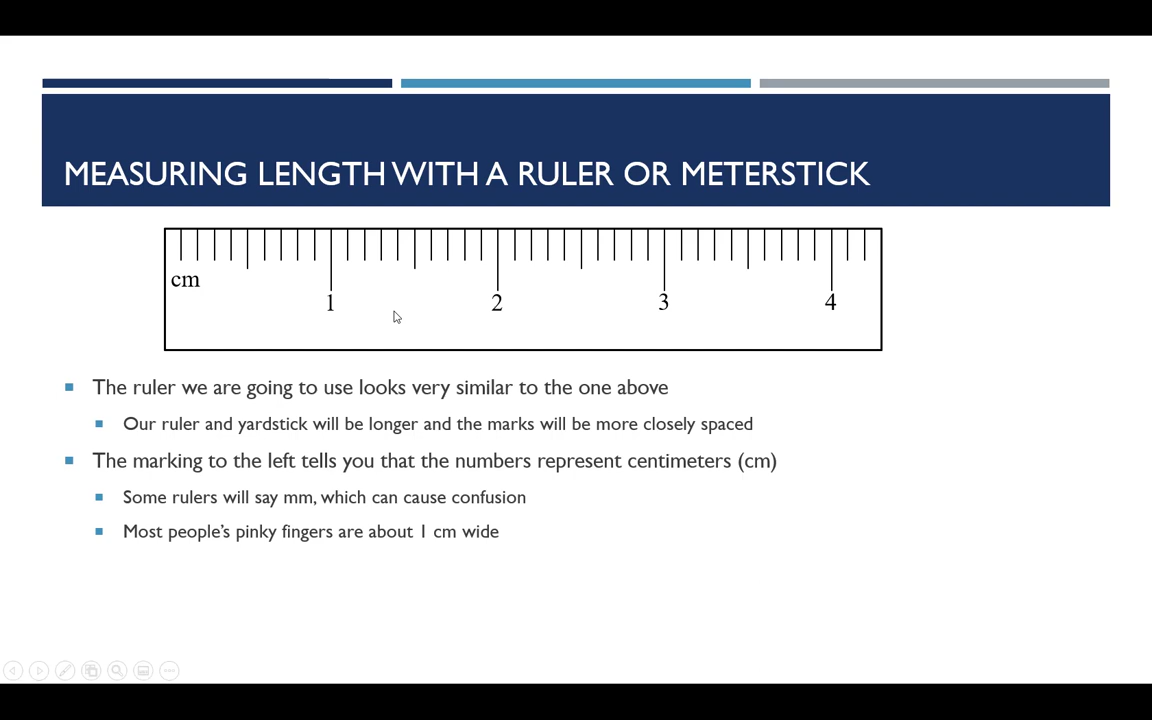 MEASURING LENGTH WITH A RULER OR METERSTICK
cm
1 2 3 4
The ruler we are going to use looks very similar to the one above
Our ruler and yardstick will be longer and the marks will be more closely spaced
The marking to the left tells you that the numbers represent centimeters (cm)
Some rulers will say mm, which can cause confusion
Most people’s pinky fingers are about 1 cm wide